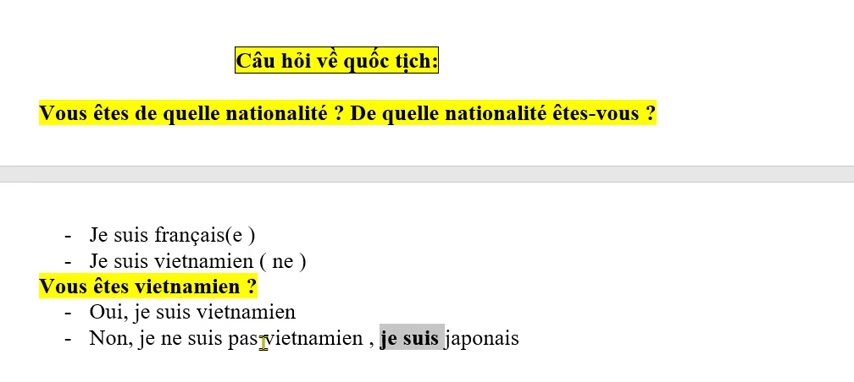 Câu hỏi về quốc tịch:
Vous êtes de quelle nationalité ? De quelle nationalité êtes-vous ?
- Je suis français(e )
- Je suis vietnamien ( ne )
Vous êtes vietnamien ?
- Oui, je suis vietnamien
- Non, je ne suis pas vietnamien , je suis japonais